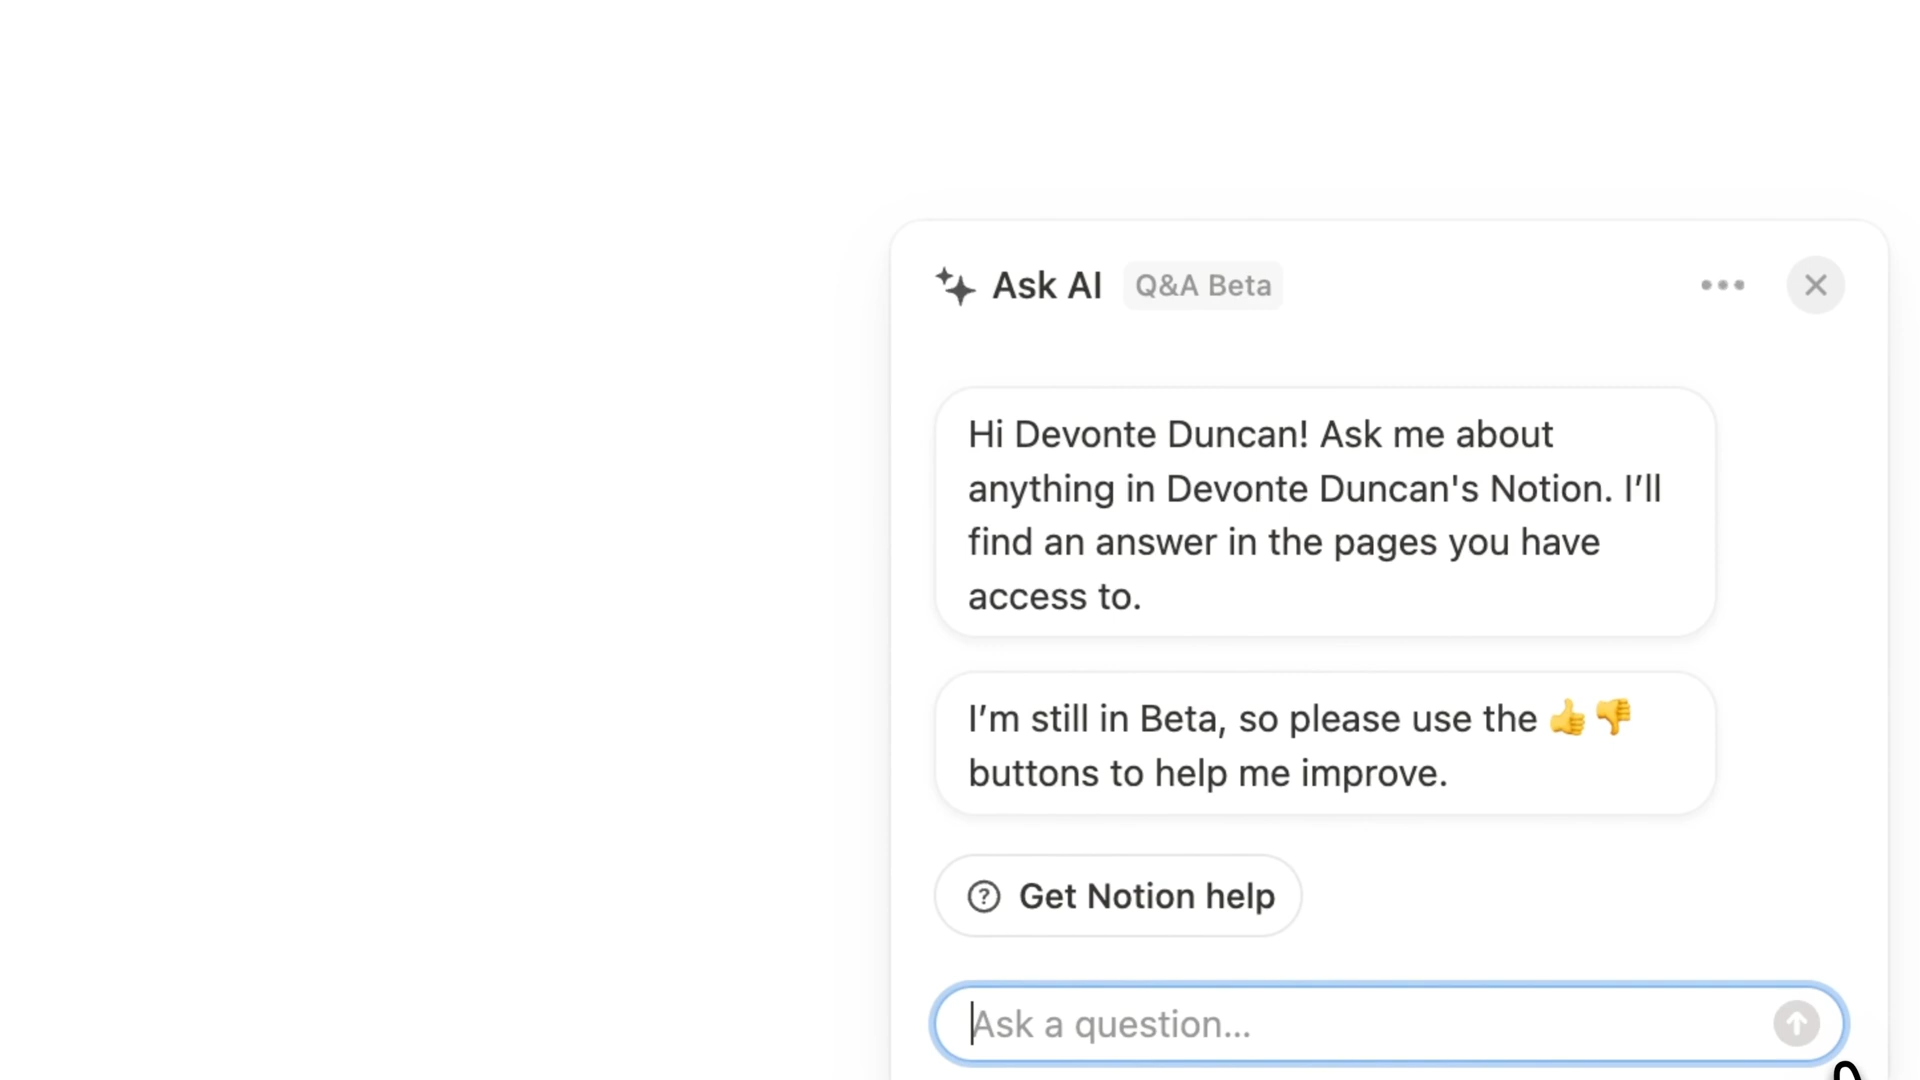 Ask AI Q&A Beta
Hi Devonte Duncan! Ask me about
anything in Devonte Duncan's Notion. I’ll
find an answer in the pages you have
access to.
I’m still in Beta, so please use the 👍👎
buttons to help me improve.
Get Notion help
Ask a question...